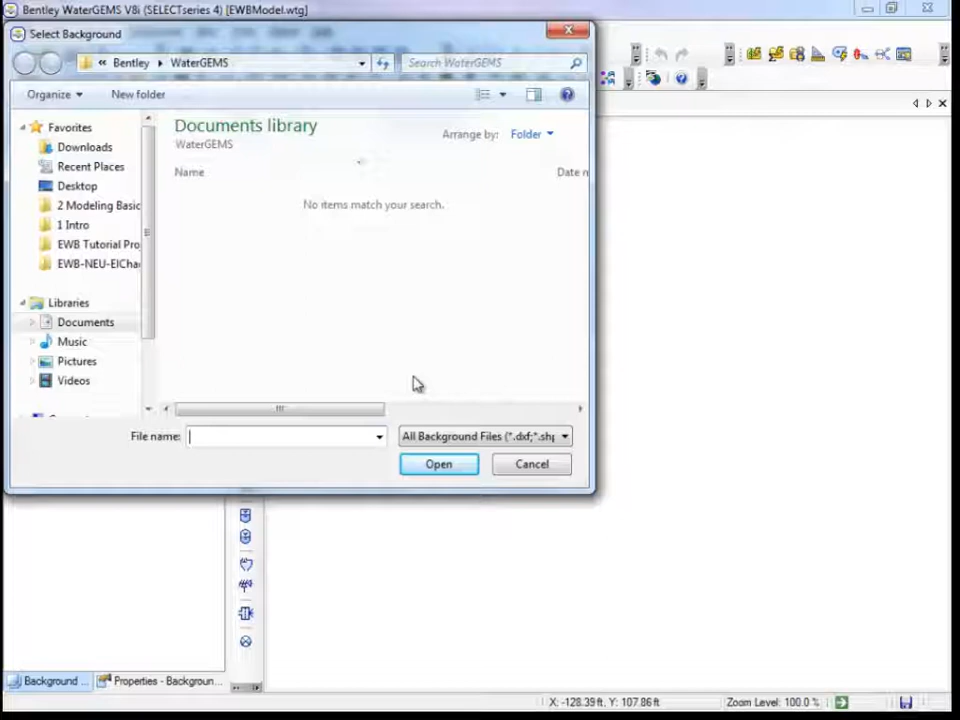 Bentley WaterGEMS V8i (SELECTseries 4) [EWBModel.wtg]
Select Background
« Bentley WaterGEMS
Search WaterGEMS
Organize
New folder
Favorites
Downloads
Recent Places
Desktop
2 Modeling Basic
1 Intro
EWB Tutorial Pro
EWB-NEU-ElCha
Libraries
Documents
Music
Pictures
Videos
Documents library
WaterGEMS
Arrange by: Folder
Name
Date n
No items match your search.
File name:
All Background Files (*.dxf;*.shp
Open
Cancel
Background ...
Properties - Backgroun...
X: -128.39 ft, Y: 107.86 ft
Zoom Level: 100.0 %